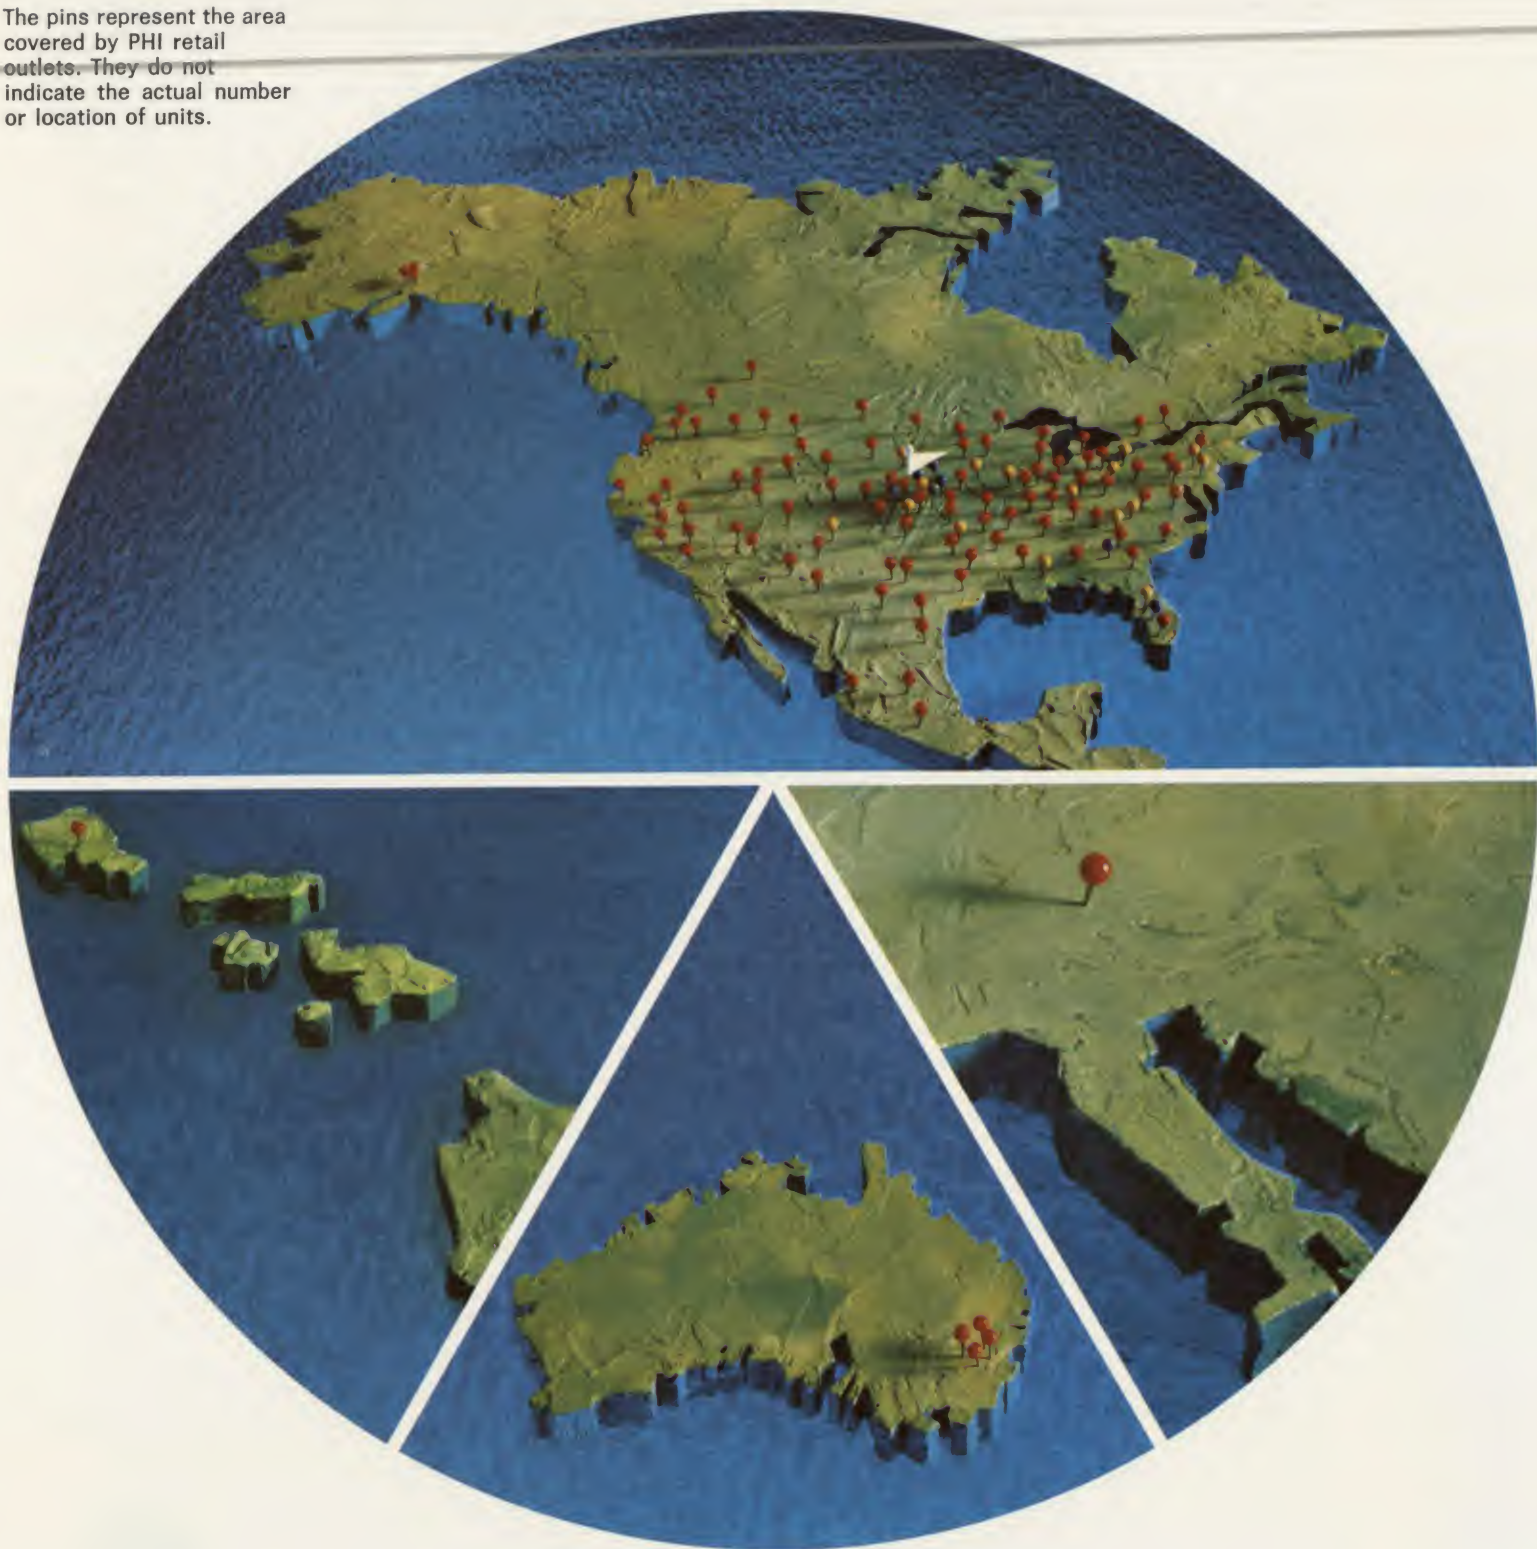 The pins represent the area
covered by PHI retail
outlets. They do not
indicate the actual number
or location of units.